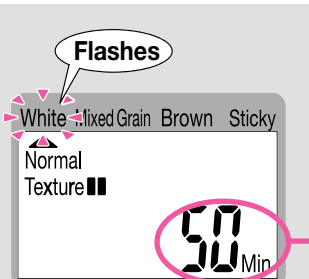 Flashes
White Mixed Grain Brown Sticky
Normal
Texture
50 Min